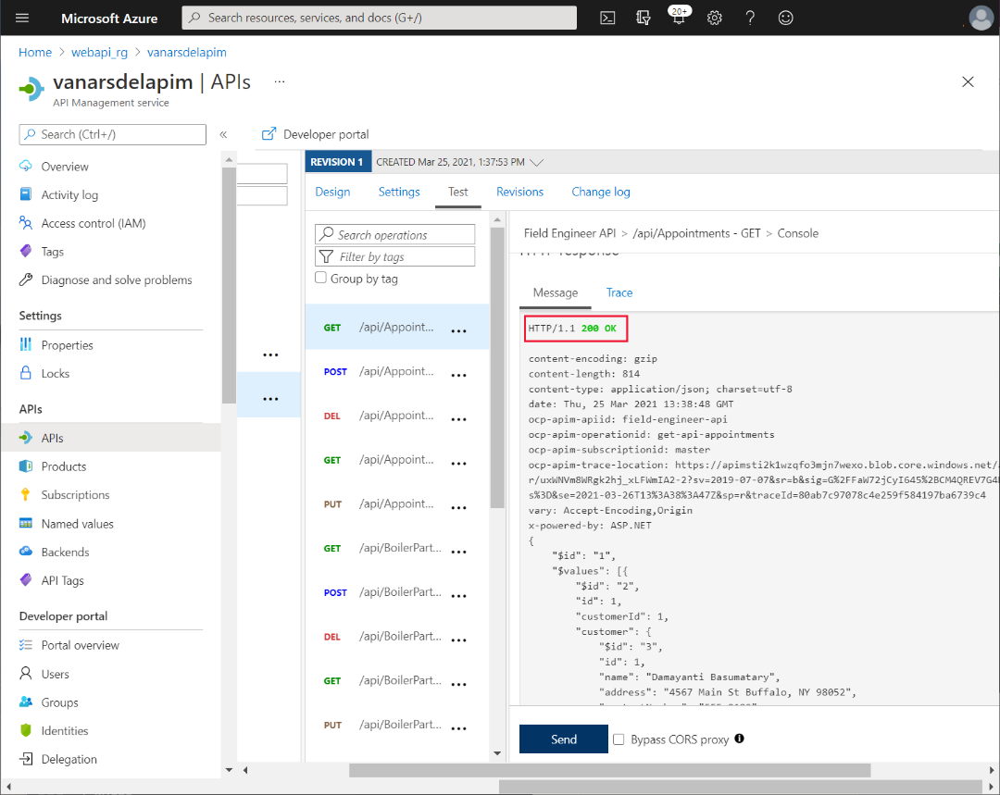 Microsoft Azure
Search resources, services, and docs (G+/)
20+
Home > webapi_rg > vanarsdelapim
vanarsdelapim | APIs ...
API Management service
Search (Ctrl+/)
«
Developer portal
Overview
Activity log
Access control (IAM)
Tags
Diagnose and solve problems
Settings
Properties
Locks
APIs
APIs
Products
Subscriptions
Named values
Backends
API Tags
Developer portal
Portal overview
Users
Groups
Identities
Delegation
REVISION 1 CREATED Mar 25, 2021, 1:37:53 PM
Design Settings Test Revisions Change log
Search operations
Filter by tags
Group by tag
GET /api/Appoint... ...
POST /api/Appoint... ...
DEL /api/Appoint... ...
GET /api/Appoint... ...
PUT /api/Appoint... ...
GET /api/BoilerPart... ...
POST /api/BoilerPart... ...
DEL /api/BoilerPart... ...
GET /api/BoilerPart... ...
PUT /api/BoilerPart... ...
Field Engineer API > /api/Appointments - GET > Console
HTTP response
Message Trace
HTTP/1.1 200 OK
content-encoding: gzip
content-length: 814
content-type: application/json; charset=utf-8
date: Thu, 25 Mar 2021 13:38:48 GMT
ocp-apim-apiid: field-engineer-api
ocp-apim-operationid: get-api-appointments
ocp-apim-subscriptionid: master
ocp-apim-trace-location: https://apimsti2k1wzqfo3mjn7wexo.blob.core.windows.net/
r/uxWNVm8WRgk2hj_xLFWmIA2-2?sv=2019-07-07&sr=b&sig=G%2FFaW72jCyI645%2BCM4QREV7G4
s%3D&se=2021-03-26T13%3A38%3A47Z&sp=r&traceId=80ab7c97078c4e259f584197ba6739c4
vary: Accept-Encoding,Origin
x-powered-by: ASP.NET
{
"$id": "1",
"$values": [{
"$id": "2",
"id": 1,
"customerId": 1,
"customer": {
"$id": "3",
"id": 1,
"name": "Damayanti Basumatary",
"address": "4567 Main St Buffalo, NY 98052",
Send
Bypass CORS proxy